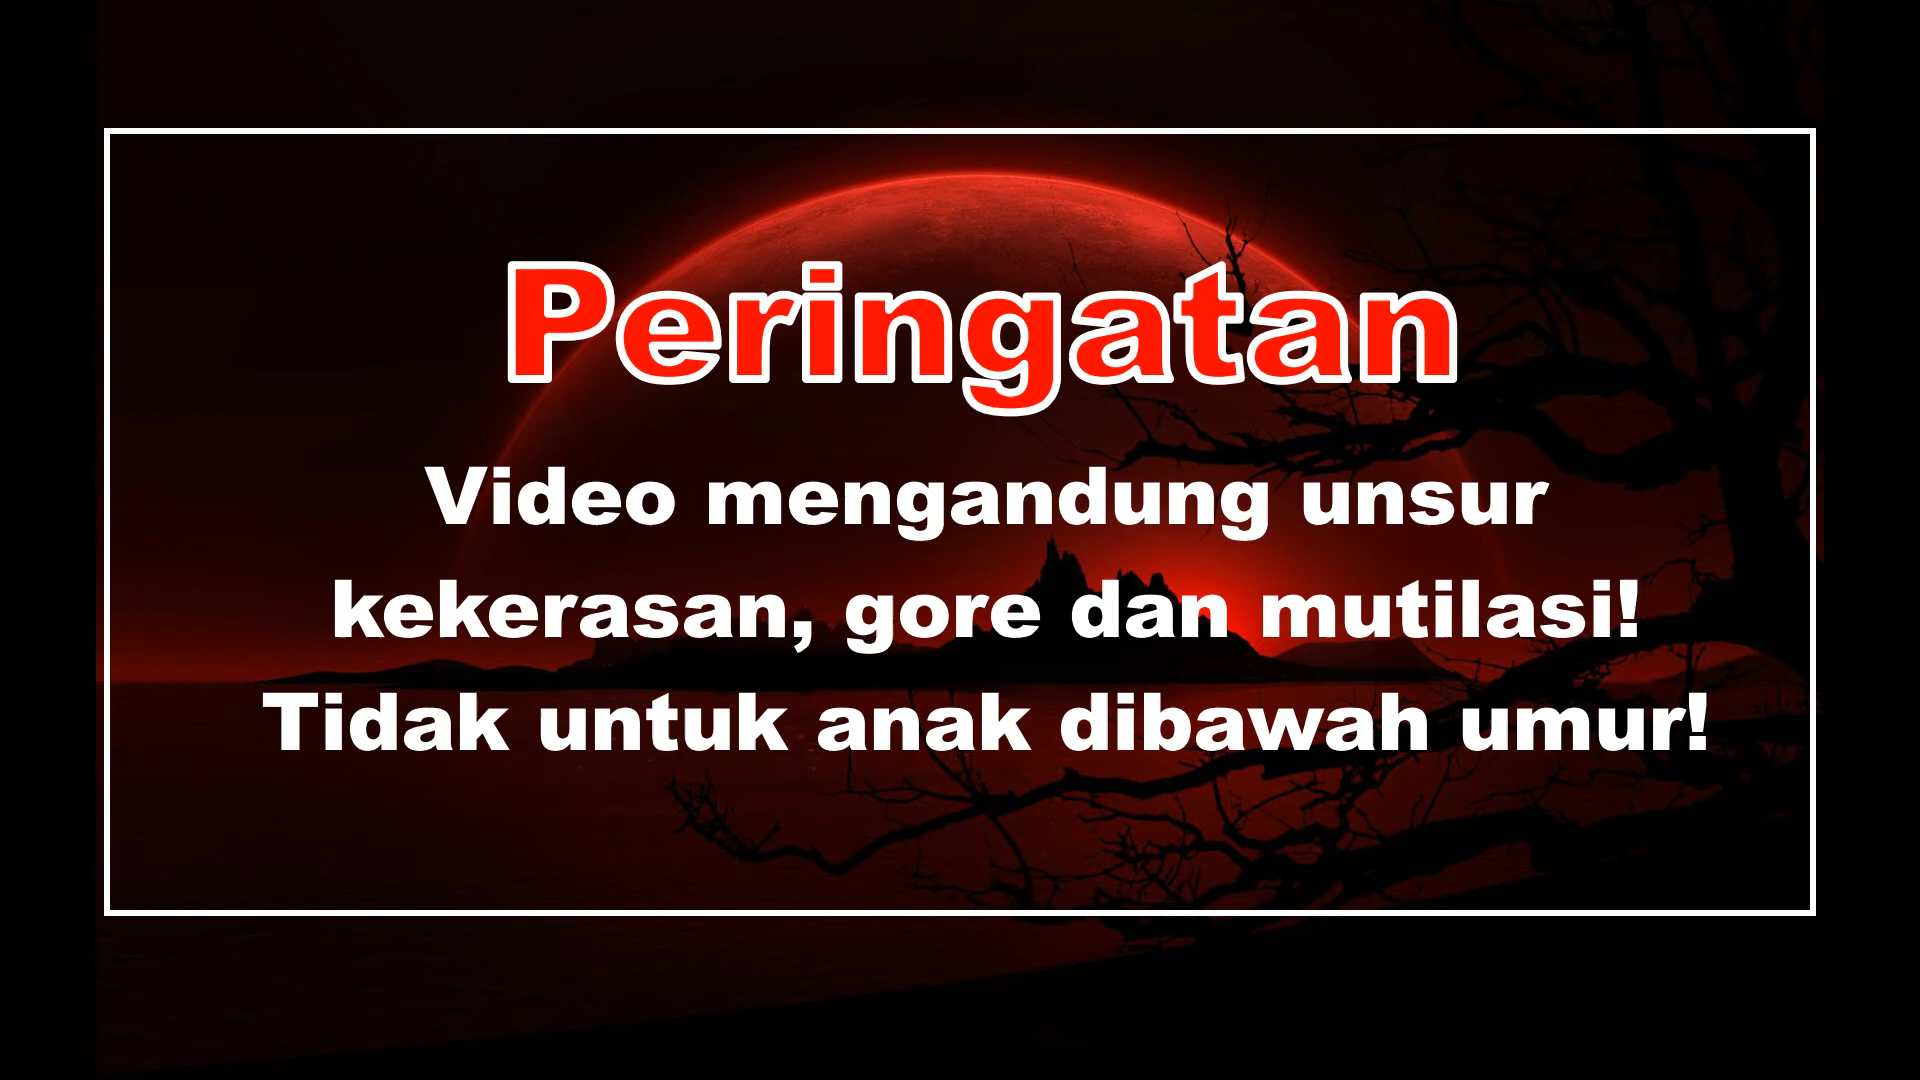 Peringatan
Video mengandung unsur
kekerasan, gore dan mutilasi!
Tidak untuk anak dibawah umur!